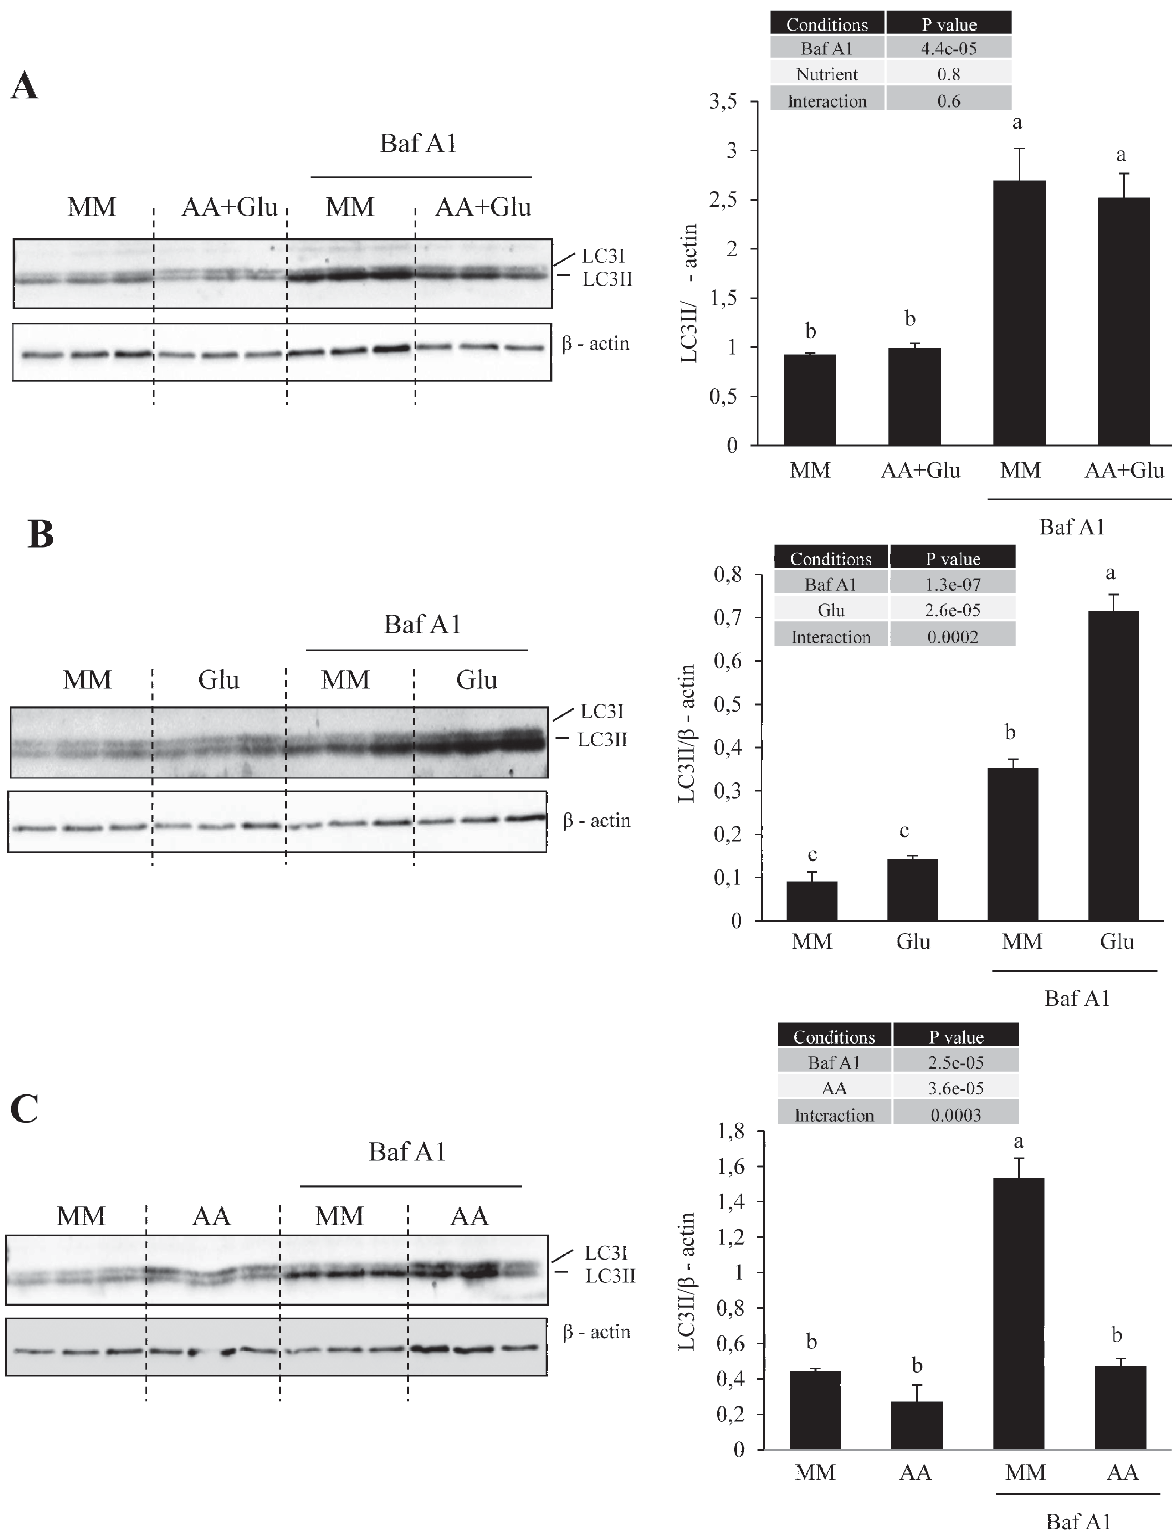 A
Baf A1
MM AA+Glu MM AA+Glu
LC3I
LC3II
β - actin
Conditions P value
Baf A1 4.4e-05
Nutrient 0.8
Interaction 0.6
LC3II/ - actin
3,5
3
2,5
2
1,5
1
0,5
0
b b a a
MM AA+Glu MM AA+Glu
Baf A1
B
Baf A1
MM Glu MM Glu
LC3I
LC3II
β - actin
Conditions P value
Baf A1 1.3e-07
Glu 2.6e-05
Interaction 0.0002
LC3II/β - actin
0,8
0,7
0,6
0,5
0,4
0,3
0,2
0,1
0
c c b a
MM Glu MM Glu
Baf A1
C
Baf A1
MM AA MM AA
LC3I
LC3II
β - actin
Conditions P value
Baf A1 2.5e-05
AA 3.6e-05
Interaction 0.0003
LC3II/β - actin
1,8
1,6
1,4
1,2
1
0,8
0,6
0,4
0,2
0
b b a b
MM AA MM AA
Baf A1